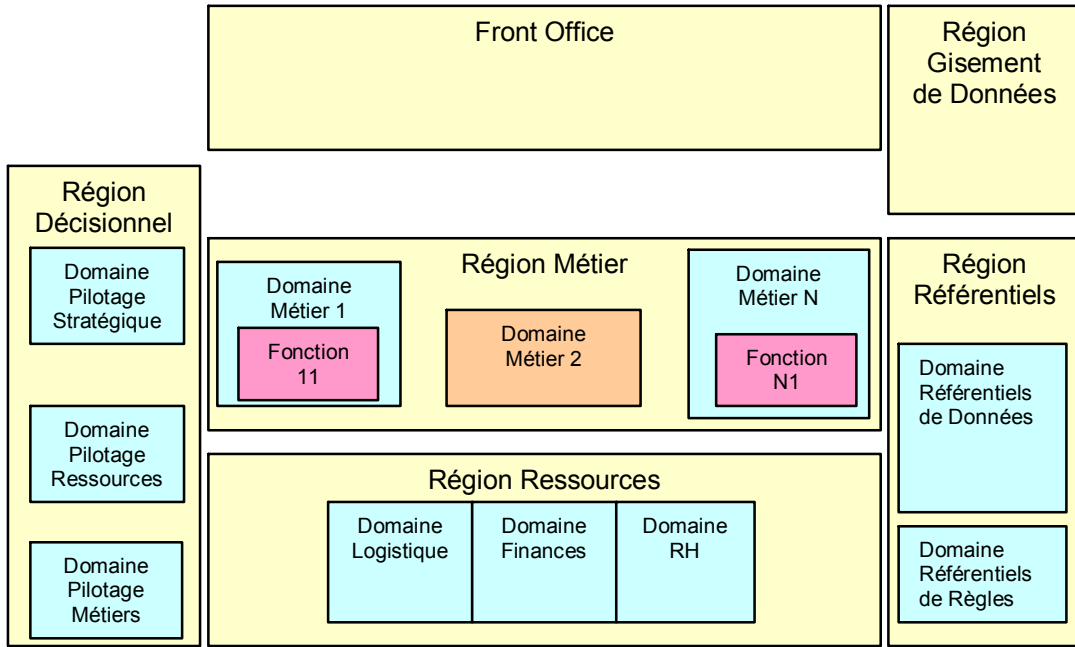 Front Office
Région
Gisement
de Données
Région
Décisionnel
Domaine
Pilotage
Stratégique
Domaine
Pilotage
Ressources
Domaine
Pilotage
Métiers
Région Métier
Domaine
Métier 1
Fonction
11
Domaine
Métier 2
Domaine
Métier N
Fonction
N1
Région
Référentiels
Domaine
Référentiels
de Données
Domaine
Référentiels
de Règles
Région Ressources
Domaine
Logistique
Domaine
Finances
Domaine
RH